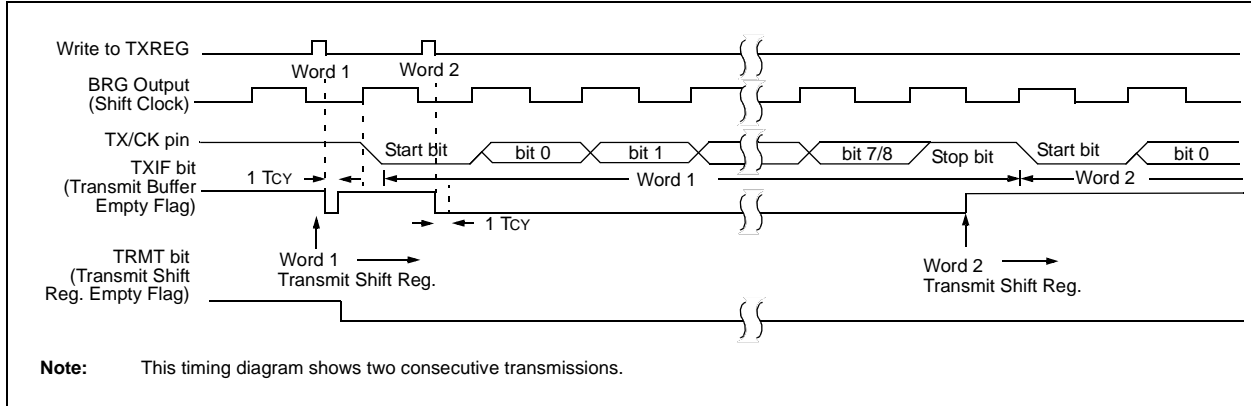 Write to TXREG
Word 1 Word 2
BRG Output
(Shift Clock)
TX/CK pin
Start bit bit 0 bit 1 bit 7/8 Stop bit Start bit bit 0
TXIF bit
(Transmit Buffer
Empty Flag)
1 TCY
Word 1 Word 2
1 TCY
TRMT bit
(Transmit Shift
Reg. Empty Flag)
Word 1
Transmit Shift Reg.
Word 2
Transmit Shift Reg.
Note: This timing diagram shows two consecutive transmissions.